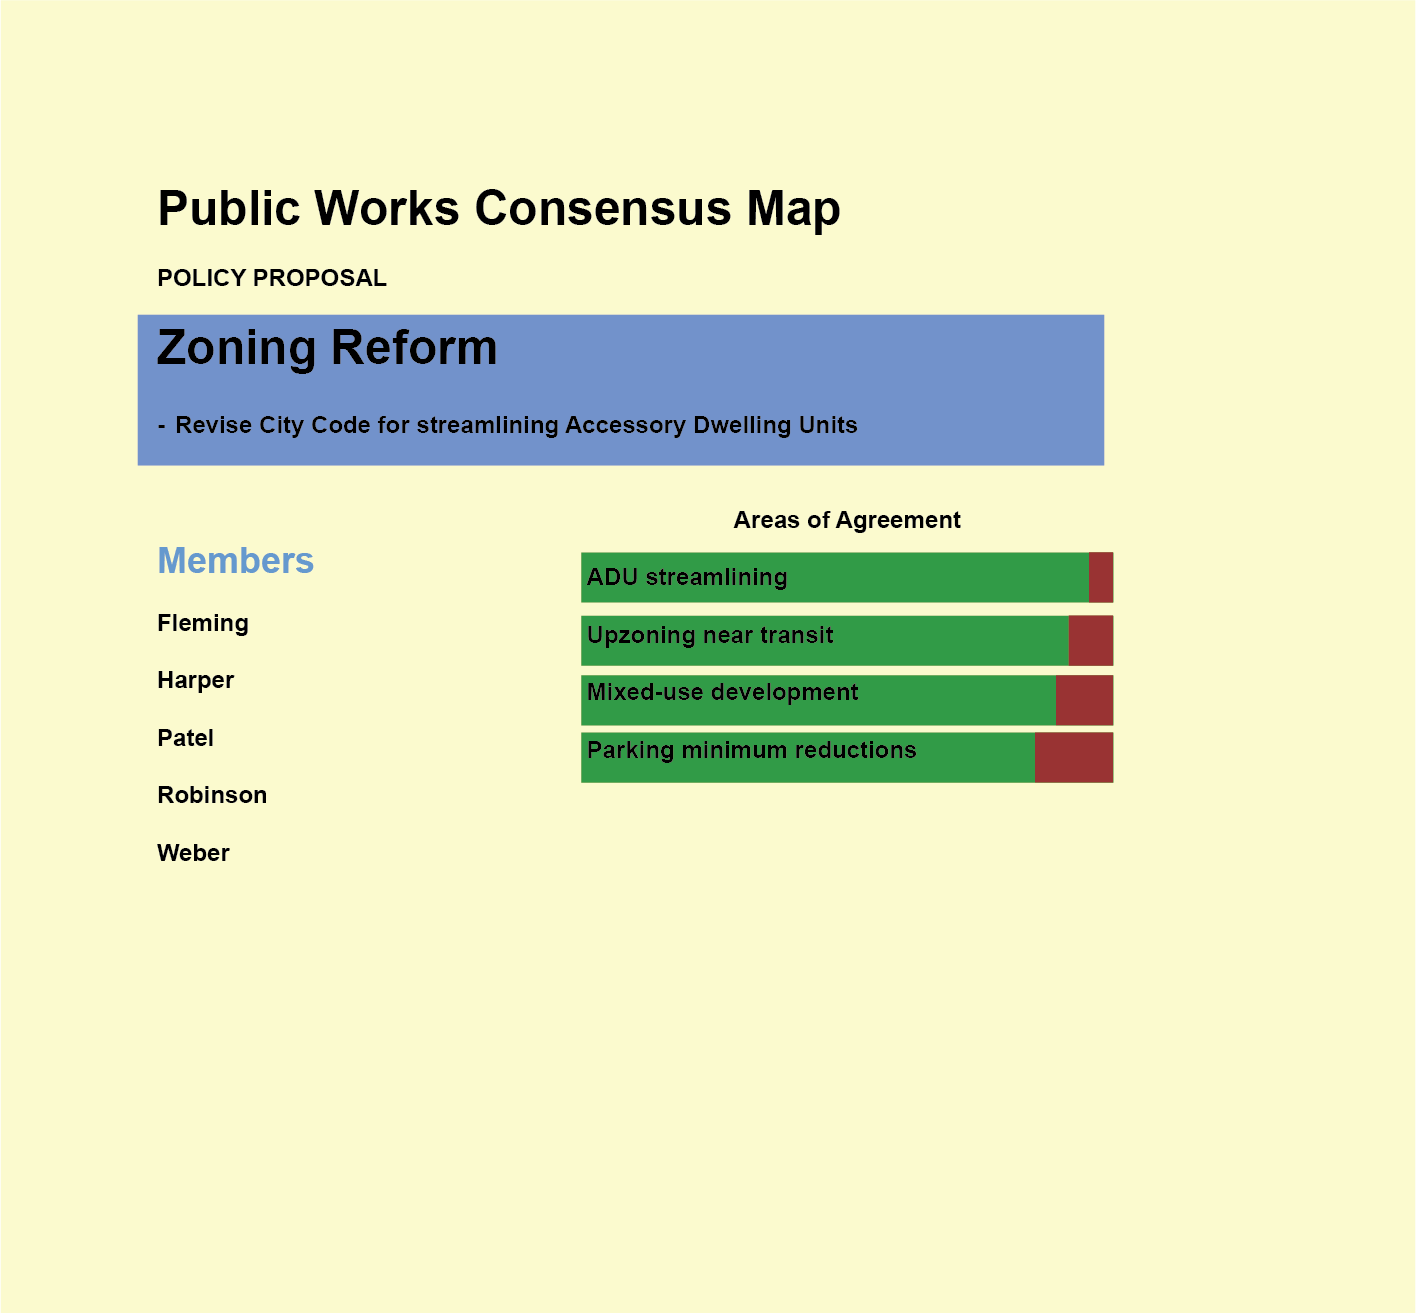 Public Works Consensus Map
POLICY PROPOSAL
Zoning Reform
- Revise City Code for streamlining Accessory Dwelling Units
Members
Fleming
Harper
Patel
Robinson
Weber
Areas of Agreement
ADU streamlining
Upzoning near transit
Mixed-use development
Parking minimum reductions